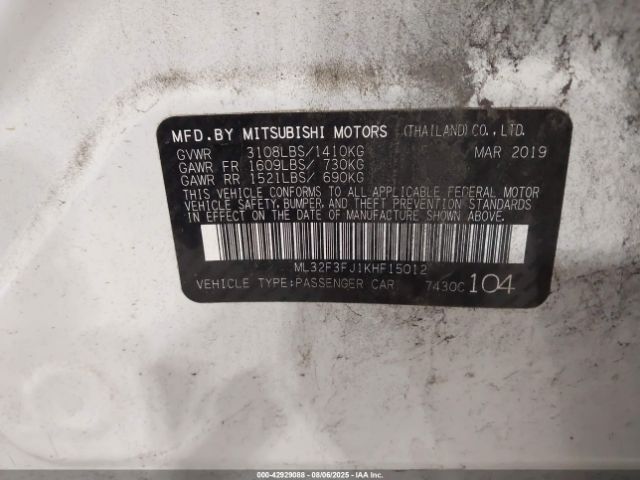 MFD.BY MITSUBISHI MOTORS (THAILAND)CO.,LTD.
GVWR 3108LBS/1410KG MAR 2019
GAWR FR 1609LBS/ 730KG
GAWR RR 1521LBS/ 690KG
THIS VEHICLE CONFORMS TO ALL APPLICABLE FEDERAL MOTOR
VEHICLE SAFETY, BUMPER, AND THEFT PREVENTION STANDARDS
IN EFFECT ON THE DATE OF MANUFACTURE SHOWN ABOVE.
ML32F3FJ1KHF15012
VEHICLE TYPE:PASSENGER CAR 7430C 104
000-42929088 - 08/06/2025 - IAAI.COM